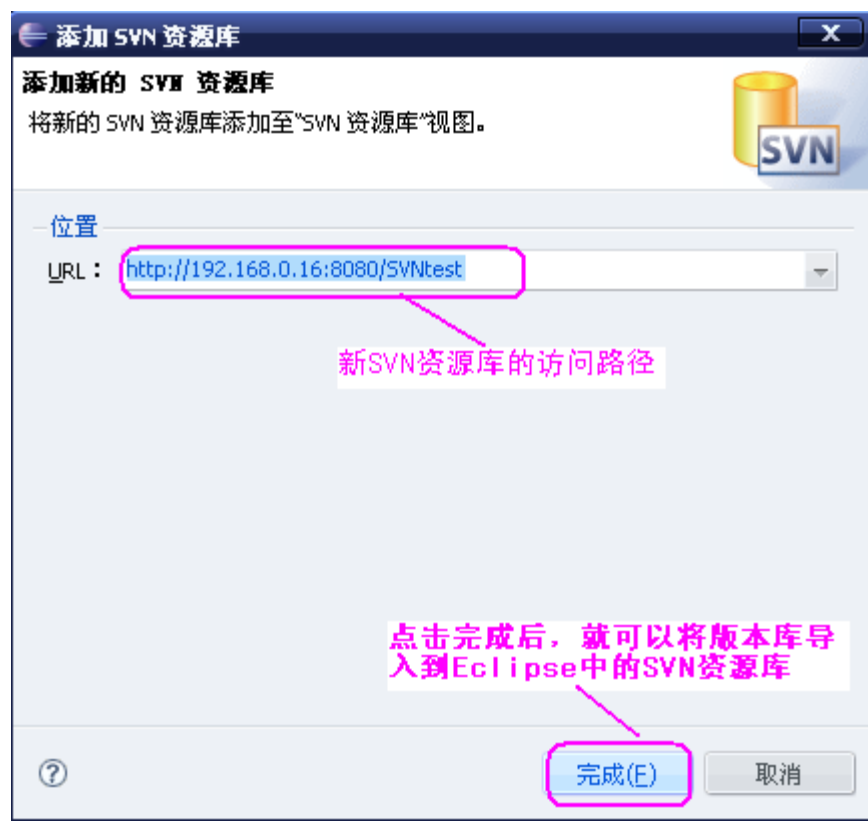 添加 SVN 资源库
添加新的 SVN 资源库
将新的 SVN 资源库添加至"SVN 资源库"视图。
SVN
位置
URL：
http://192.168.0.16:8080/SVNtest
新SVN资源库的访问路径
点击完成后，就可以将版本库导
入到Eclipse中的SVN资源库
完成(F)
取消